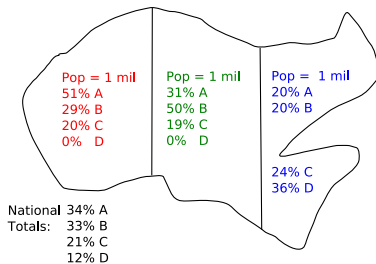 Pop = 1 mil
51% A
29% B
20% C
0% D
Pop = 1 mil
31% A
50% B
19% C
0% D
Pop = 1 mil
20% A
20% B
24% C
36% D
National Totals:
34% A
33% B
21% C
12% D